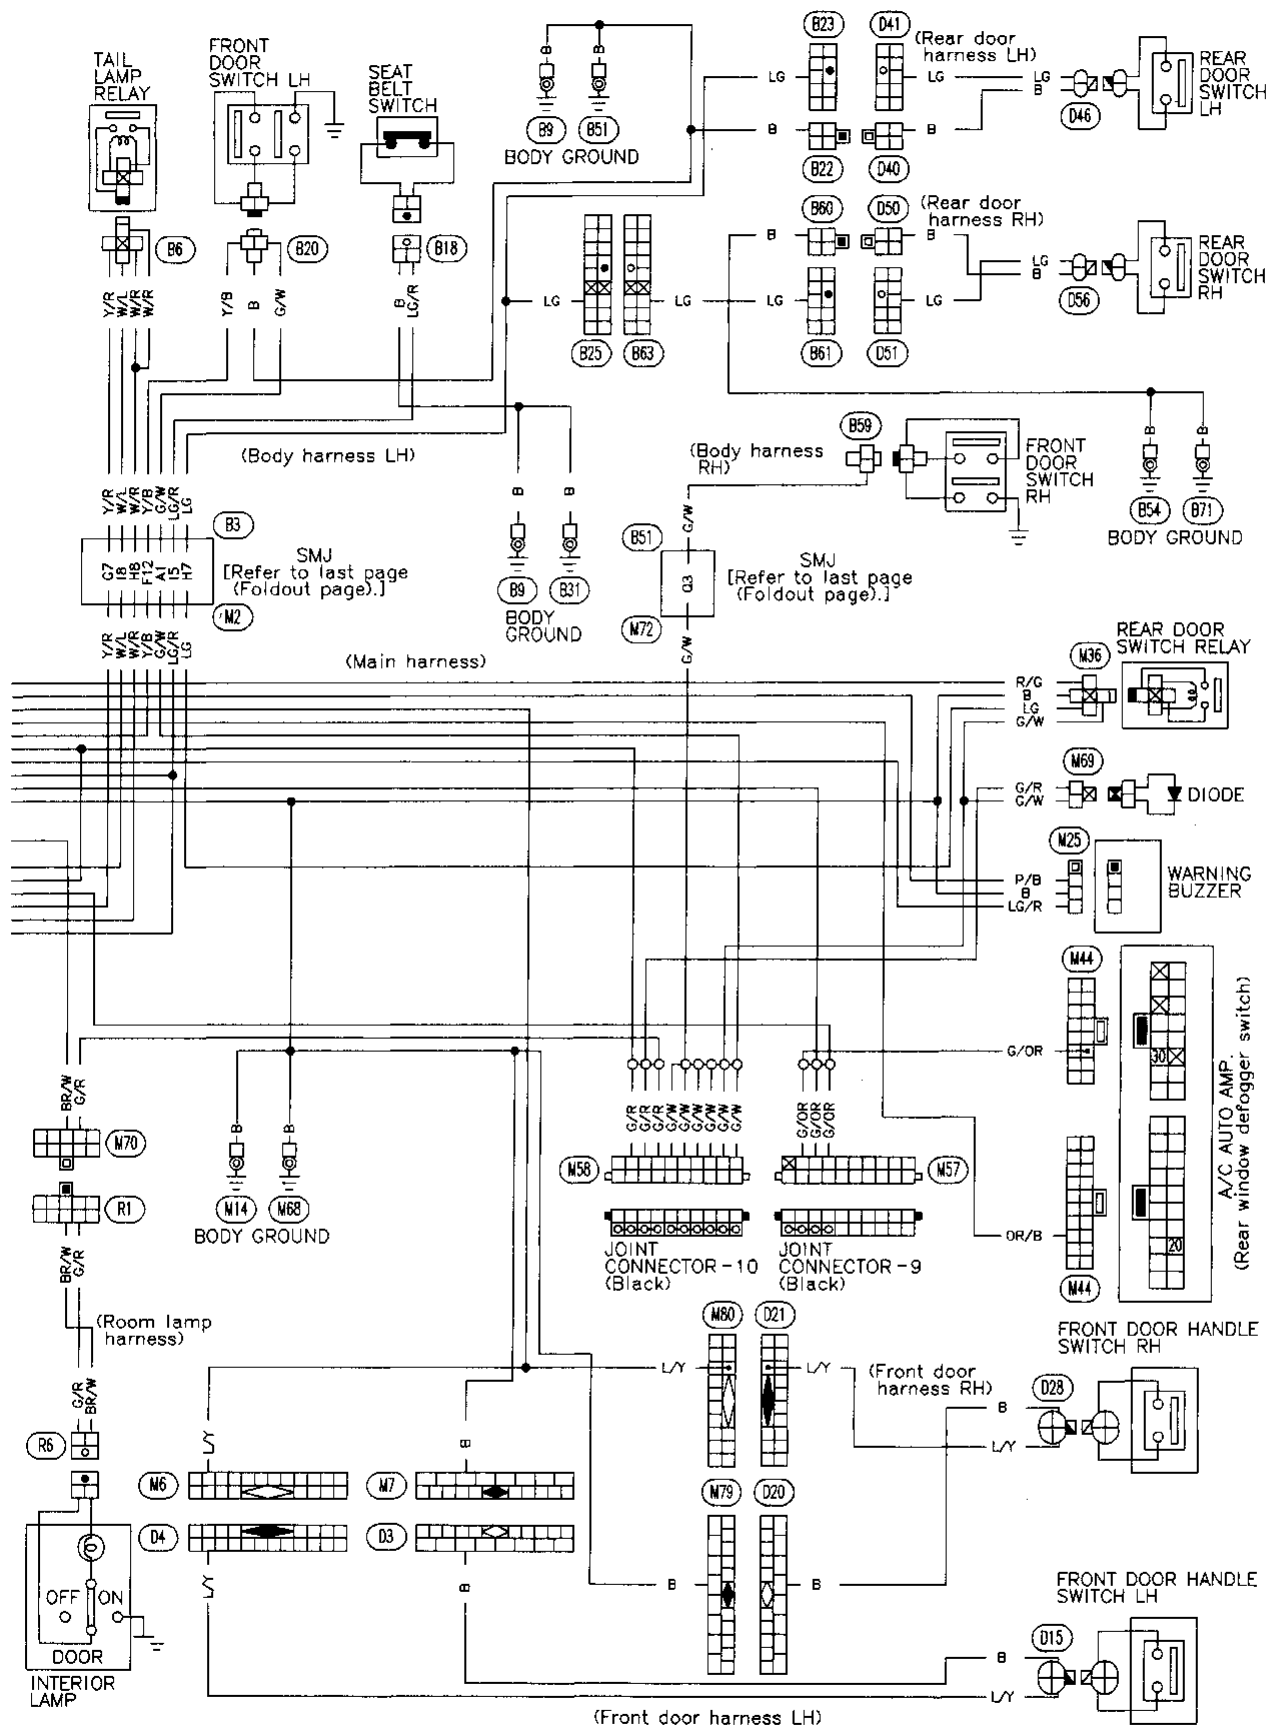 TAIL
LAMP
RELAY
FRONT
DOOR
SWITCH LH
SEAT
BELT
SWITCH
B
B
B9
B51
BODY GROUND
B23
D41
(Rear door
harness LH)
LG
LG
LG
B
D46
REAR
DOOR
SWITCH
LH
B
B
B22
D40
B60
D50
(Rear door
harness RH)
B
B
LG
B
D56
REAR
DOOR
SWITCH
RH
B6
B20
B18
Y/R
W/L
W/R
W/R
Y/B
B
G/W
B
LG/R
LG
LG
LG
LG
B25
B63
B61
D51
(Body harness LH)
Y/R
W/L
W/R
Y/B
G/W
LG/R
LG
B3
G7
I8
H8
F12
A1
I5
H7
SMJ
[Refer to last page
(Foldout page).]
M2
Y/R
W/L
W/R
Y/B
G/W
LG/R
LG
B
B
B9
B31
BODY
GROUND
(Body harness
RH)
B59
FRONT
DOOR
SWITCH
RH
G/W
B51
Q3
SMJ
[Refer to last page
(Foldout page).]
M72
G/W
B
B
B54
B71
BODY GROUND
(Main harness)
REAR DOOR
SWITCH RELAY
M36
R/G
B
LG
G/W
M69
G/R
G/W
DIODE
M25
P/B
B
LG/R
WARNING
BUZZER
M44
G/OR
30
A/C AUTO AMP.
(Rear window defogger switch)
OR/B
20
M44
BR/W
G/R
M70
R1
BR/W
G/R
B
B
M14
M68
BODY GROUND
G/R
G/R
G/R
G/W
G/W
G/W
G/W
G/W
G/W
G/OR
G/OR
G/OR
M58
M57
JOINT
CONNECTOR-10
(Black)
JOINT
CONNECTOR-9
(Black)
(Room lamp
harness)
G/R
BR/W
R6
OFF
ON
DOOR
INTERIOR
LAMP
M80
D21
L/Y
L/Y
(Front door
harness RH)
FRONT DOOR HANDLE
SWITCH RH
D28
B
L/Y
L/Y
B
M6
M7
D4
D3
M79
D20
L/Y
B
B
B
FRONT DOOR HANDLE
SWITCH LH
D15
B
L/Y
(Front door harness LH)